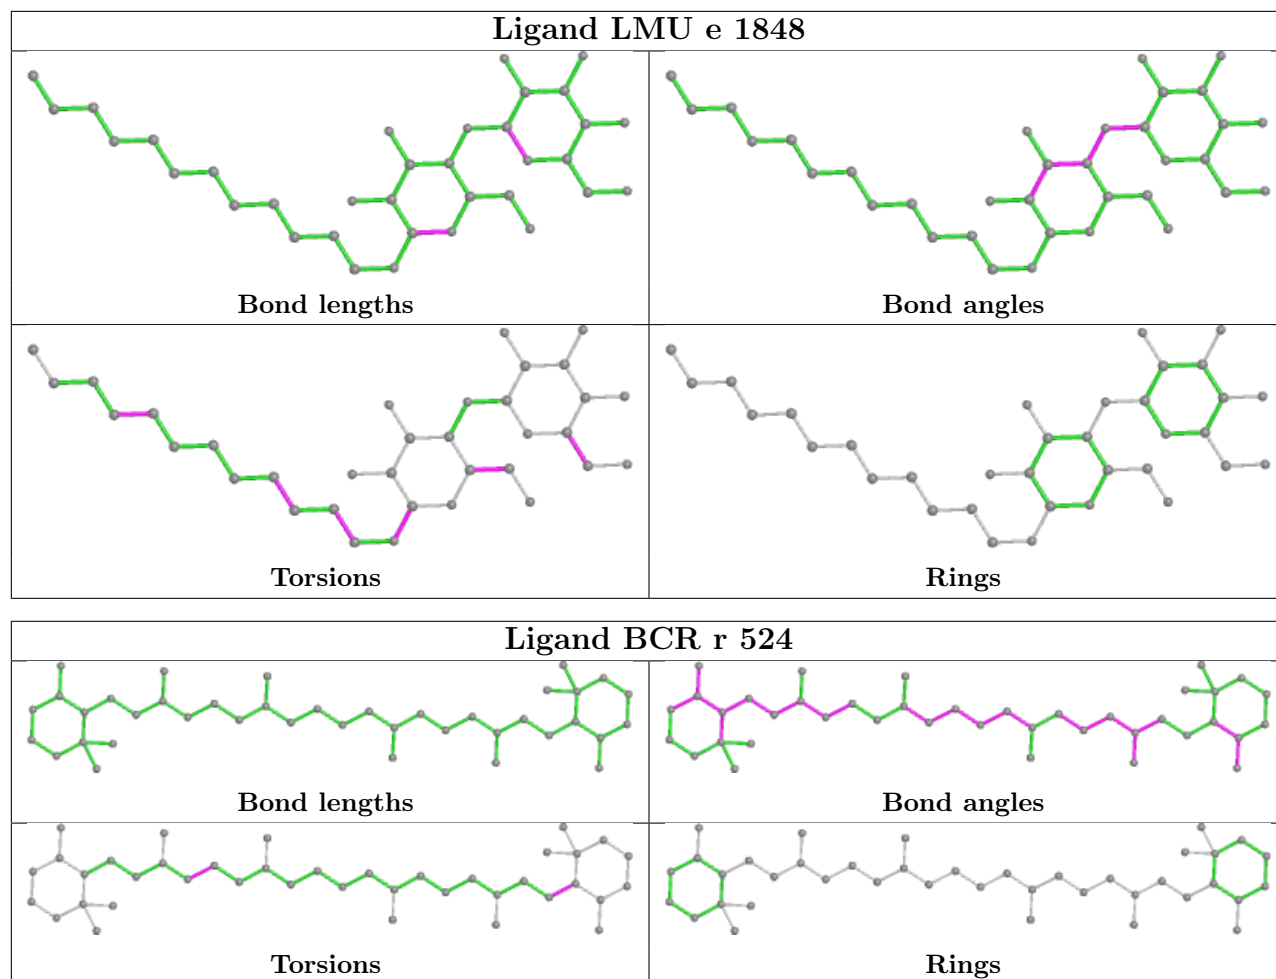 Ligand LMU e 1848
Bond lengths
Bond angles
Torsions
Rings
Ligand BCR r 524
Bond lengths
Bond angles
Torsions
Rings